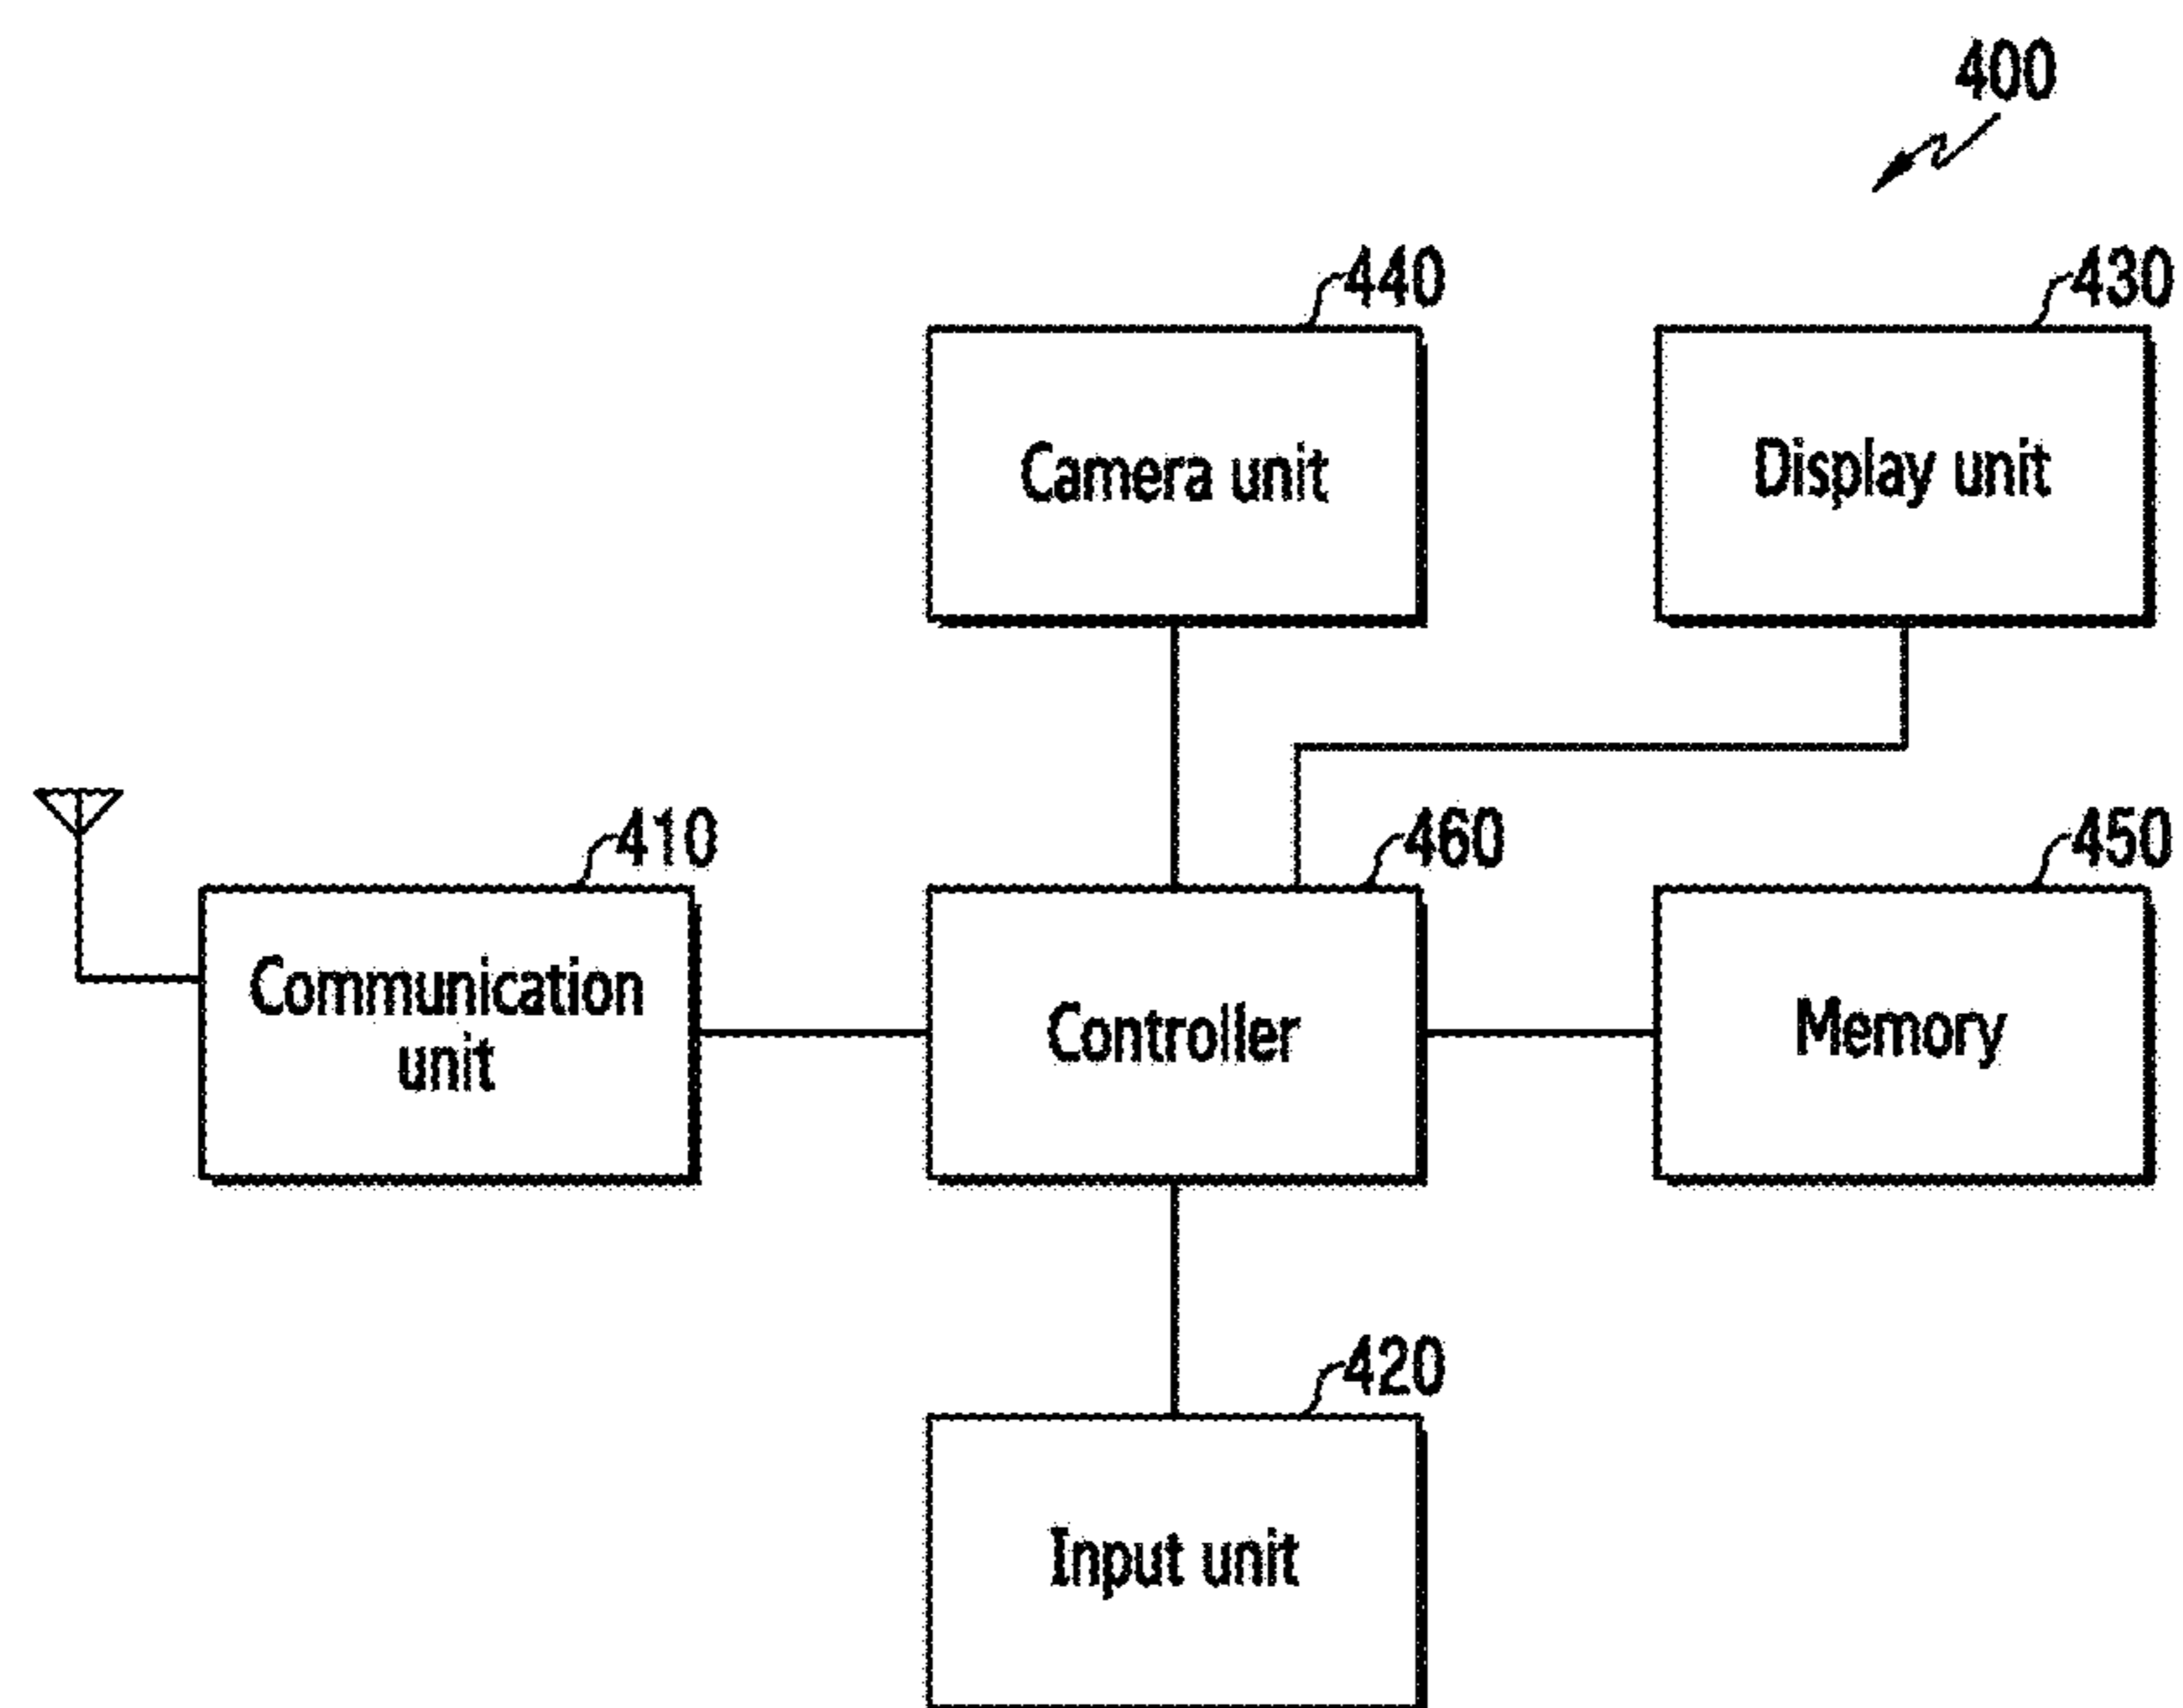 400
440
430
Camera unit
Display unit
410
460
450
Communication
unit
Controller
Memory
420
Input unit